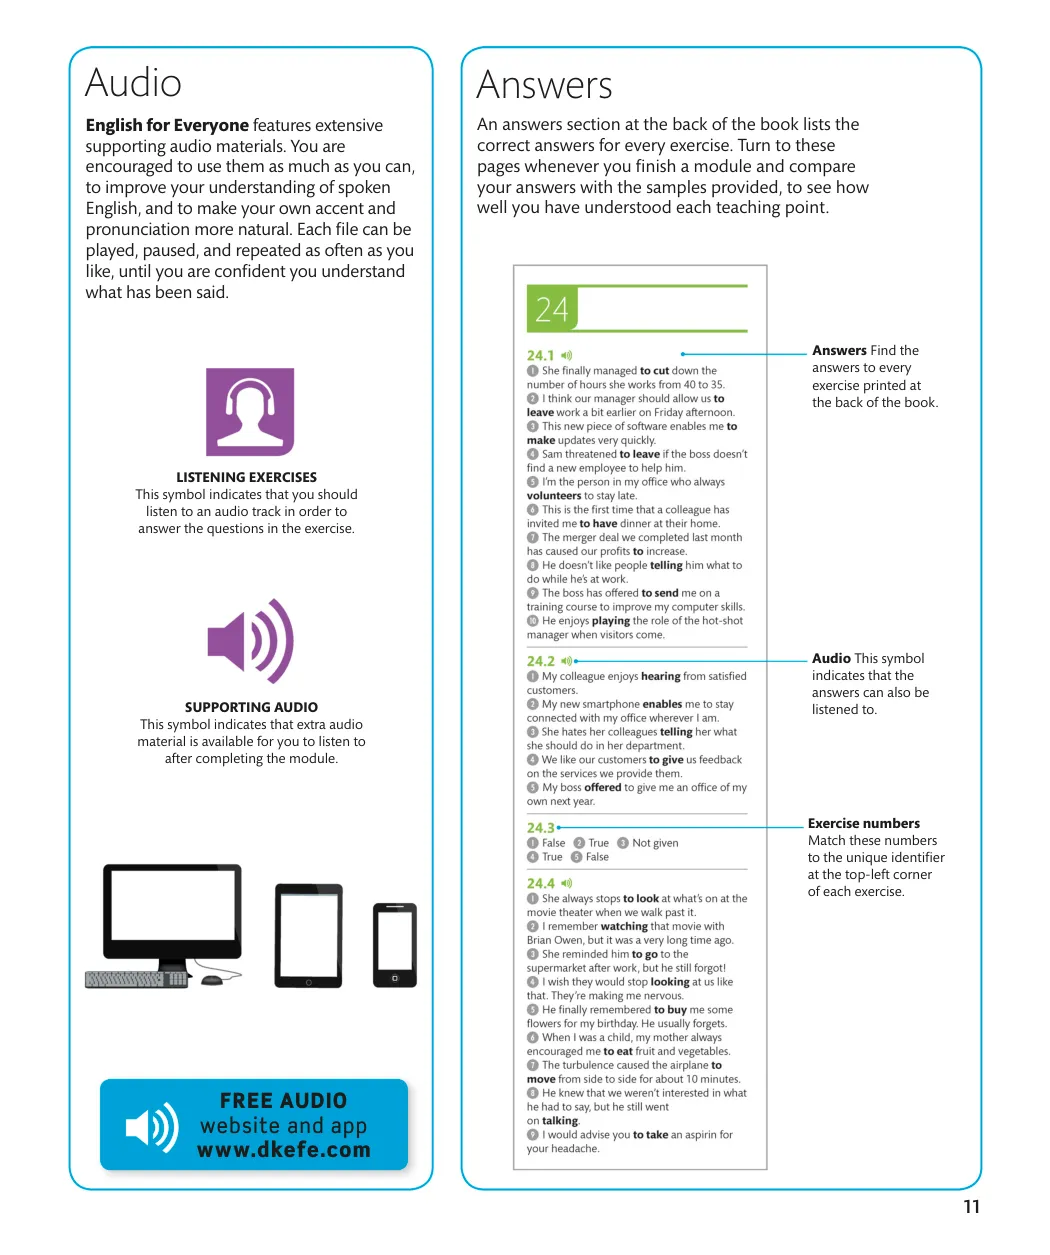 Audio
English for Everyone features extensive
supporting audio materials. You are
encouraged to use them as much as you can,
to improve your understanding of spoken
English, and to make your own accent and
pronunciation more natural. Each file can be
played, paused, and repeated as often as you
like, until you are confident you understand
what has been said.
LISTENING EXERCISES
This symbol indicates that you should
listen to an audio track in order to
answer the questions in the exercise.
SUPPORTING AUDIO
This symbol indicates that extra audio
material is available for you to listen to
after completing the module.
FREE AUDIO
website and app
www.dkefe.com
Answers
An answers section at the back of the book lists the
correct answers for every exercise. Turn to these
pages whenever you finish a module and compare
your answers with the samples provided, to see how
well you have understood each teaching point.
24
24.1
1 She finally managed to cut down the
number of hours she works from 40 to 35.
2 I think our manager should allow us to
leave work a bit earlier on Friday afternoon.
3 This new piece of software enables me to
make updates very quickly.
4 Sam threatened to leave if the boss doesn't
find a new employee to help him.
5 I'm the person in my office who always
volunteers to stay late.
6 This is the first time that a colleague has
invited me to have dinner at their home.
7 The merger deal we completed last month
has caused our profits to increase.
8 He doesn't like people telling him what to
do while he's at work.
9 The boss has offered to send me on a
training course to improve my computer skills.
10 He enjoys playing the role of the hot-shot
manager when visitors come.
24.2
1 My colleague enjoys hearing from satisfied
customers.
2 My new smartphone enables me to stay
connected with my office wherever I am.
3 She hates her colleagues telling her what
she should do in her department.
4 We like our customers to give us feedback
on the services we provide them.
5 My boss offered to give me an office of my
own next year.
24.3
1 False 2 True 3 Not given
4 True 5 False
24.4
1 She always stops to look at what's on at the
movie theater when we walk past it.
2 I remember watching that movie with
Brian Owen, but it was a very long time ago.
3 She reminded him to go to the
supermarket after work, but he still forgot!
4 I wish they would stop looking at us like
that. They're making me nervous.
5 He finally remembered to buy me some
flowers for my birthday. He usually forgets.
6 When I was a child, my mother always
encouraged me to eat fruit and vegetables.
7 The turbulence caused the airplane to
move from side to side for about 10 minutes.
8 He knew that we weren't interested in what
he had to say, but he still went
on talking.
9 I would advise you to take an aspirin for
your headache.
Answers Find the
answers to every
exercise printed at
the back of the book.
Audio This symbol
indicates that the
answers can also be
listened to.
Exercise numbers
Match these numbers
to the unique identifier
at the top-left corner
of each exercise.
11